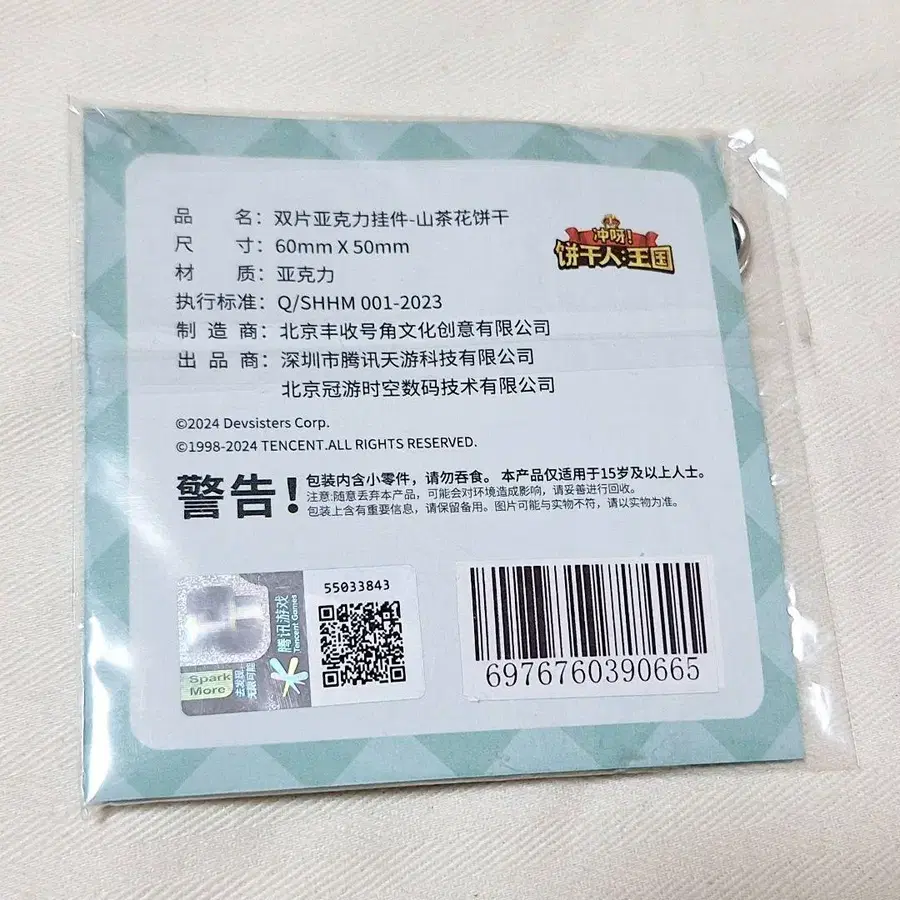 品 名：双片亚克力挂件-山茶花饼干
尺 寸：60mm X 50mm
材 质：亚克力
执行标准：Q/SHHM 001-2023
制 造 商：北京丰收号角文化创意有限公司
出 品 商：深圳市腾讯天游科技有限公司
北京冠游时空数码技术有限公司
冲呀！
饼干人:王国
©2024 Devsisters Corp.
©1998-2024 TENCENT.ALL RIGHTS RESERVED.
警告！
包装内含小零件，请勿吞食。 本产品仅适用于15岁及以上人士。
注意:随意丢弃本产品，可能会对环境造成影响，请妥善进行回收。
包装上含有重要信息，请保留备用。图片可能与实物不符，请以实物为准。
腾讯游戏
Tencent Games
Spark
More
去发现，
无限可能
55033843
6976760390665